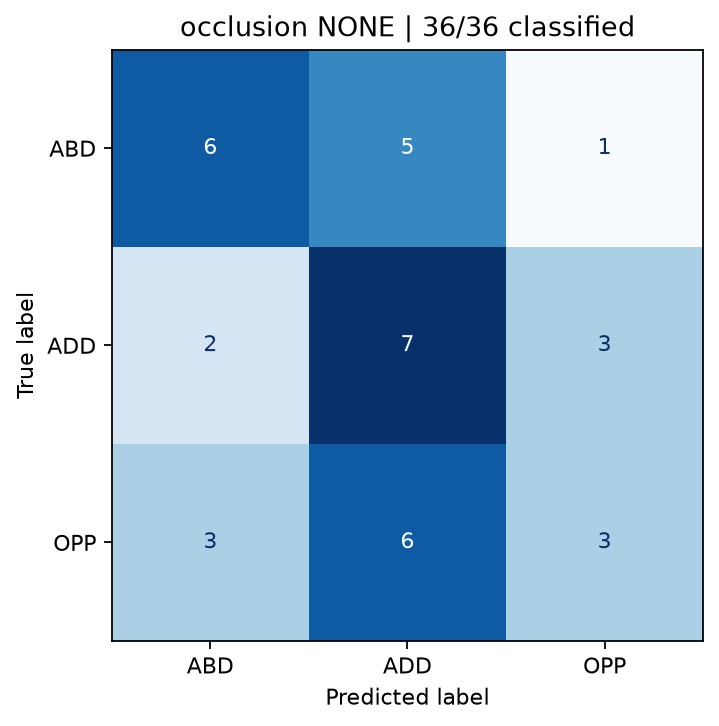 occlusion NONE | 36/36 classified
True label
ABD 6 5 1
ADD 2 7 3
OPP 3 6 3
ABD ADD OPP
Predicted label